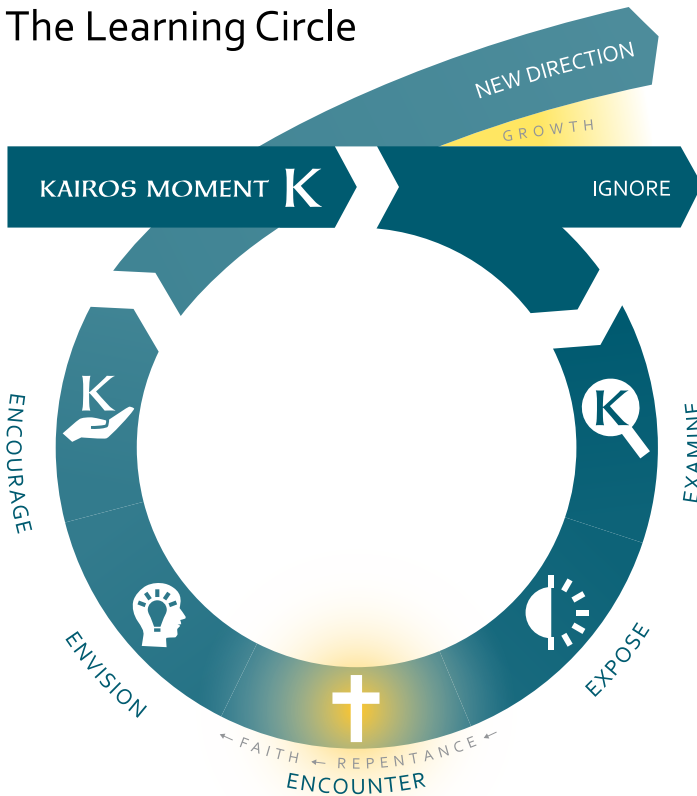 The Learning Circle
NEW DIRECTION
GROWTH
KAIROS MOMENT K
IGNORE
K
K
ENCOURAGE
EXAMINE
ENVISION
EXPOSE
← FAITH ← REPENTANCE ←
ENCOUNTER